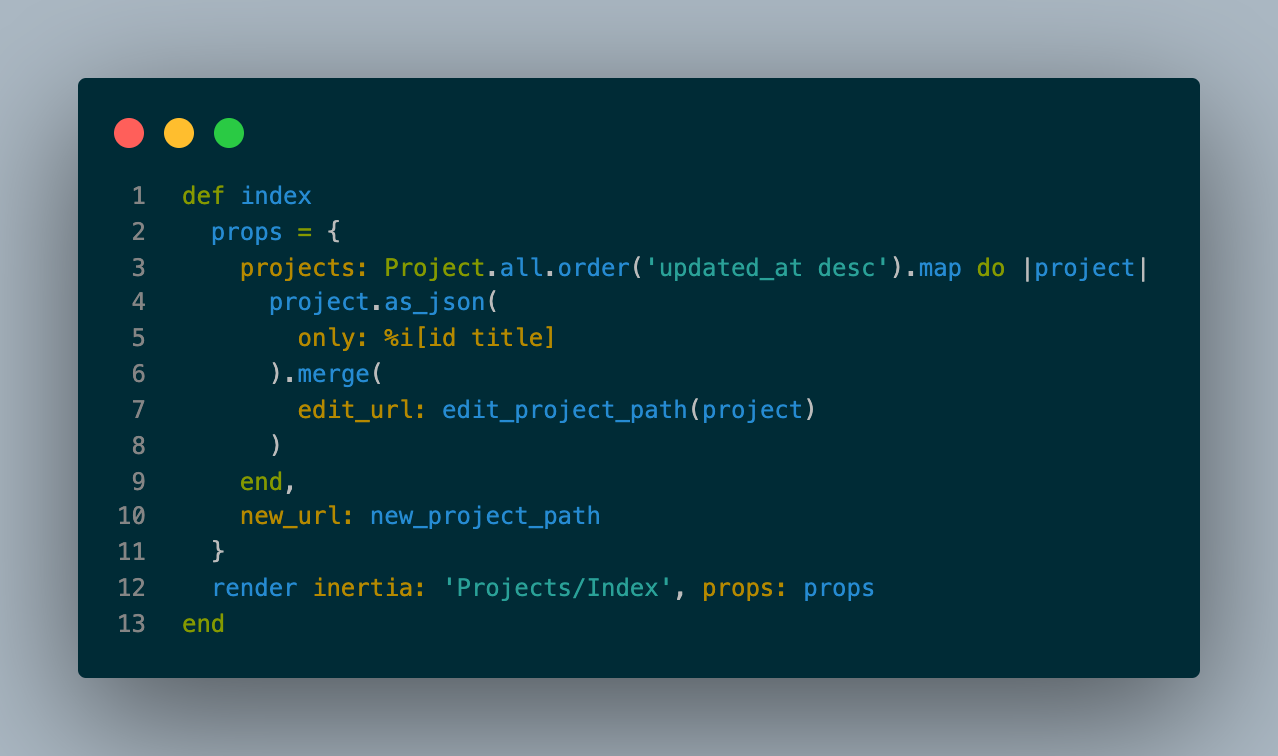 1 def index
2   props = {
3     projects: Project.all.order('updated_at desc').map do |project|
4       project.as_json(
5         only: %i[id title]
6       ).merge(
7         edit_url: edit_project_path(project)
8       )
9     end,
10     new_url: new_project_path
11   }
12   render inertia: 'Projects/Index', props: props
13 end